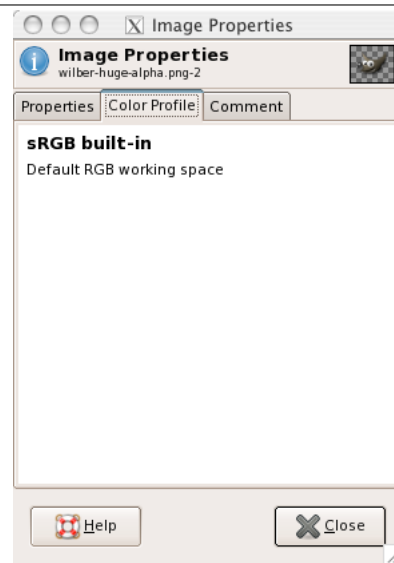 X Image Properties
Image Properties
wilber-huge-alpha.png-2
Properties Color Profile Comment
sRGB built-in
Default RGB working space
Help Close